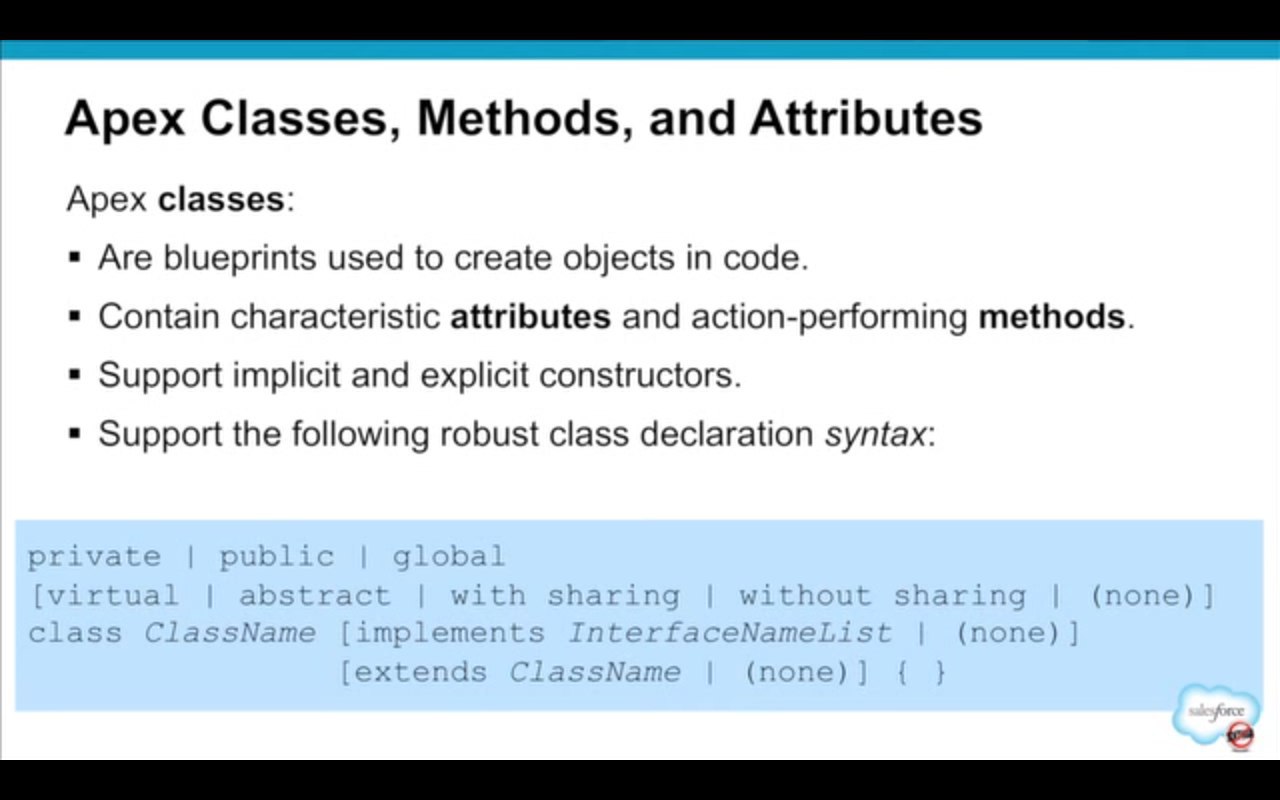 Apex Classes, Methods, and Attributes
Apex classes:
▪ Are blueprints used to create objects in code.
▪ Contain characteristic attributes and action-performing methods.
▪ Support implicit and explicit constructors.
▪ Support the following robust class declaration syntax:
private | public | global
[virtual | abstract | with sharing | without sharing | (none)]
class ClassName [implements InterfaceNameList | (none)]
[extends ClassName | (none)] { }
salesforce